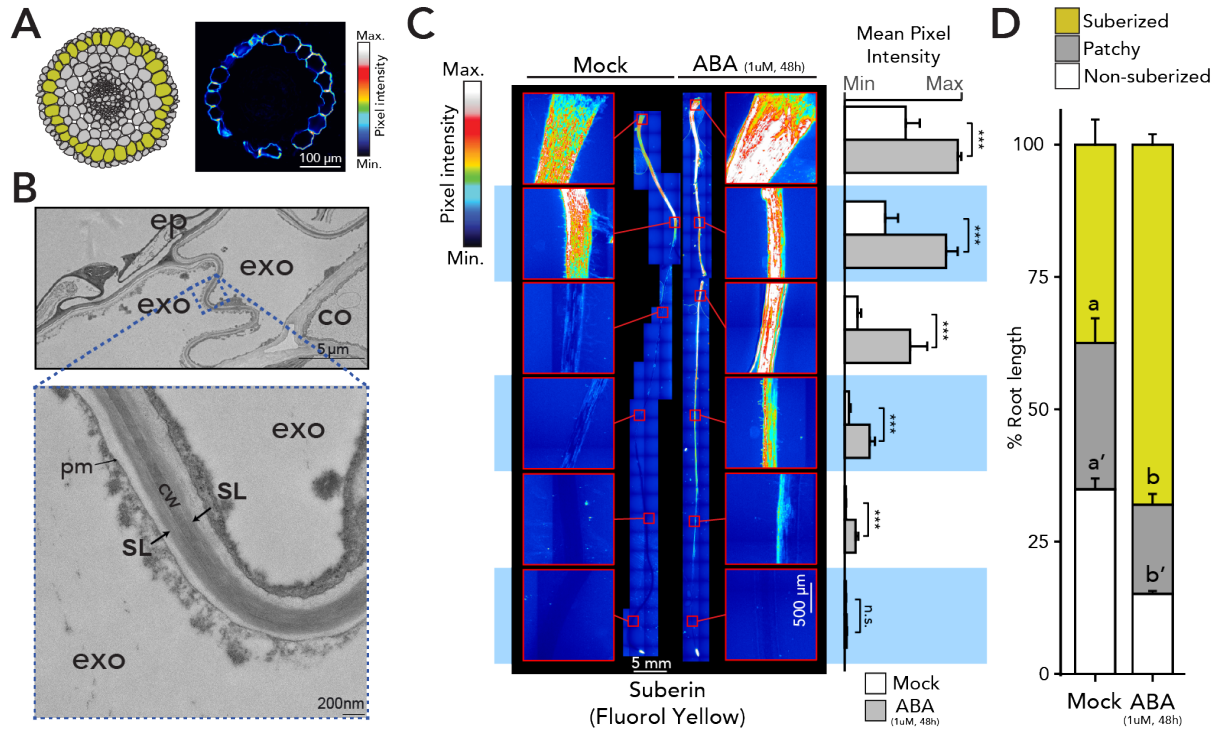 A
Max.
Pixel intensity
Min.
100 µm
B
ep
exo
exo
co
5 µm
exo
pm
cw
SL
SL
exo
200nm
C
Mock
ABA (1uM, 48h)
Max.
Pixel intensity
Min.
500 µm
5 mm
Suberin
(Fluorol Yellow)
Mean Pixel
Intensity
Min
Max
***
***
***
***
***
n.s.
Mock
ABA
(1uM, 48h)
D
Suberized
Patchy
Non-suberized
% Root length
100
75
50
25
0
a
a’
b
b’
Mock
ABA
(1uM, 48h)